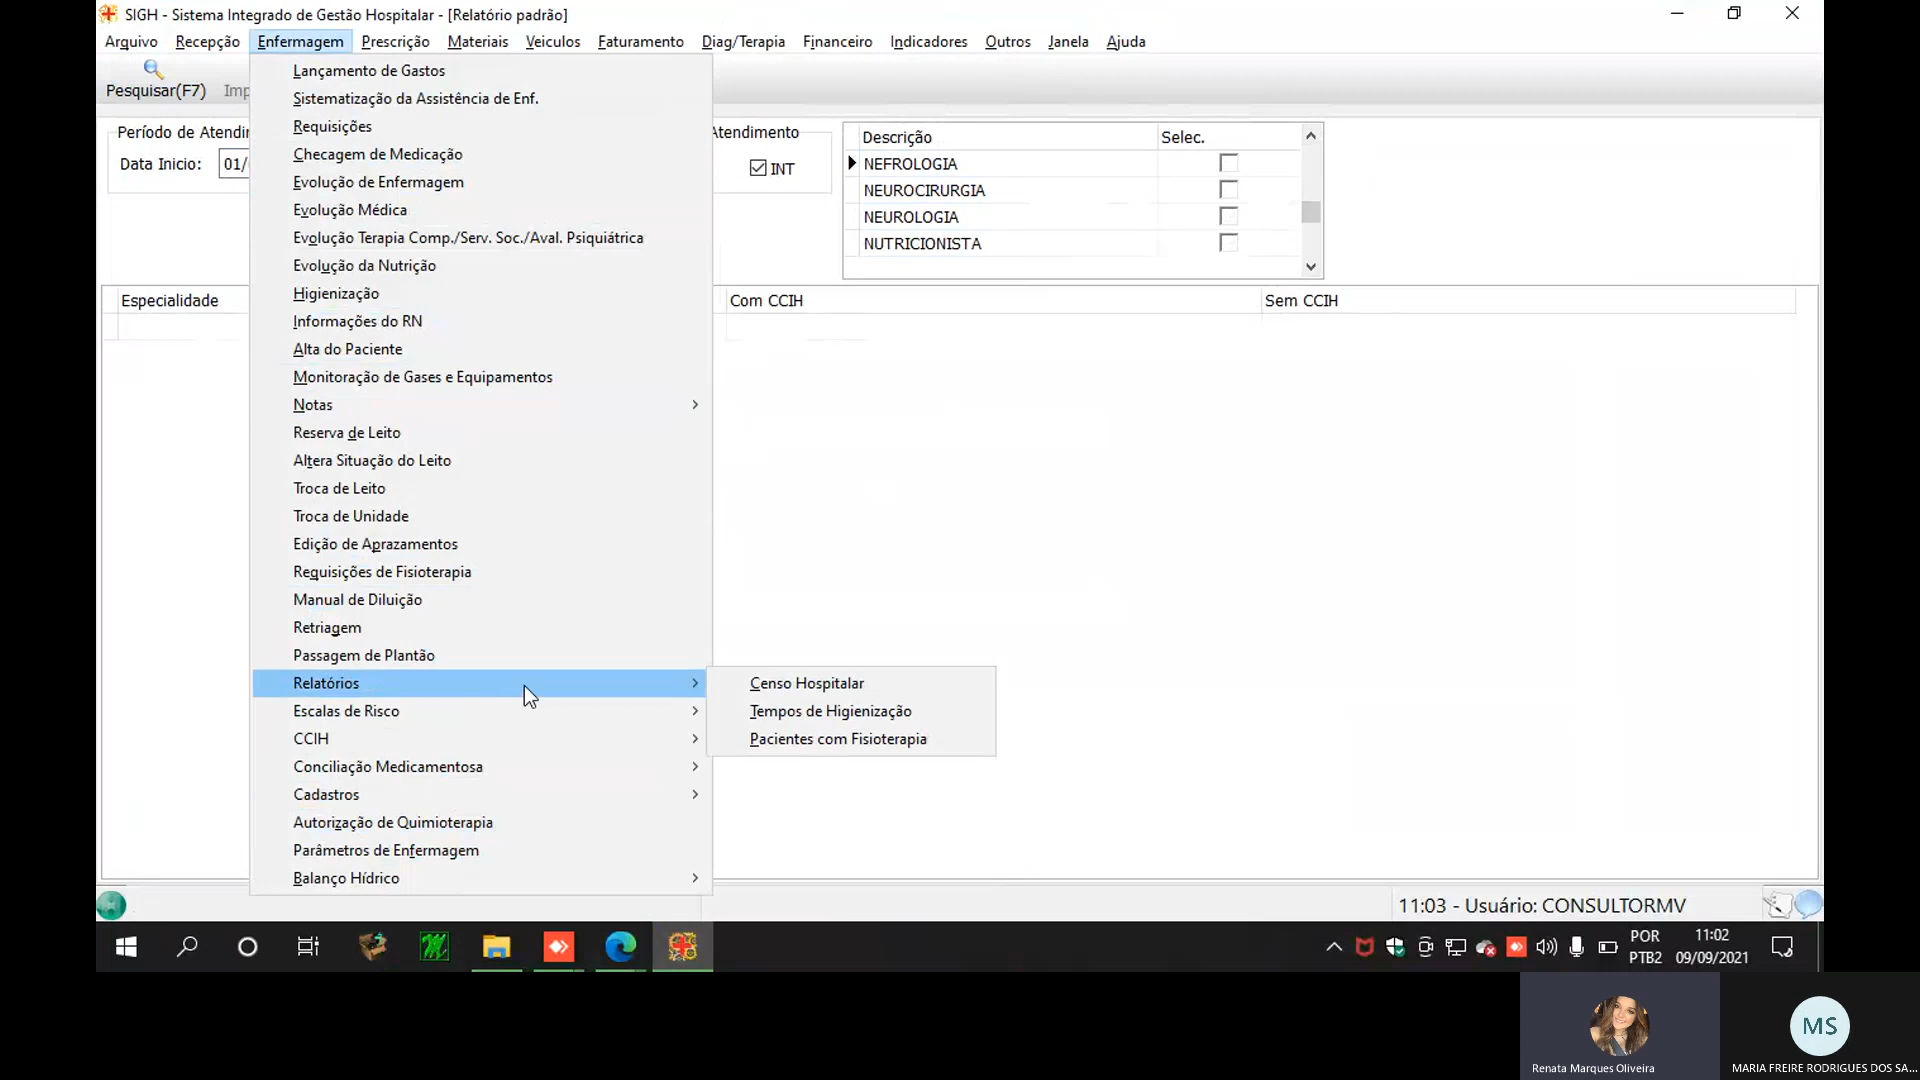 SIGH - Sistema Integrado de Gestão Hospitalar - [Relatório padrão]
Arquivo Recepção Enfermagem Prescrição Materiais Veiculos Faturamento Diag/Terapia Financeiro Indicadores Outros Janela Ajuda
Pesquisar(F7) Imp
Lançamento de Gastos
Sistematização da Assistência de Enf.
Requisições
Checagem de Medicação
Evolução de Enfermagem
Evolução Médica
Evolução Terapia Comp./Serv. Soc./Aval. Psiquiátrica
Evolução da Nutrição
Higienização
Informações do RN
Alta do Paciente
Monitoração de Gases e Equipamentos
Notas
Reserva de Leito
Altera Situação do Leito
Troca de Leito
Troca de Unidade
Edição de Aprazamentos
Requisições de Fisioterapia
Manual de Diluição
Retriagem
Passagem de Plantão
Relatórios
Escalas de Risco
CCIH
Conciliação Medicamentosa
Cadastros
Autorização de Quimioterapia
Parâmetros de Enfermagem
Balanço Hídrico
Censo Hospitalar
Tempos de Higienização
Pacientes com Fisioterapia
Período de Atendi
Data Inicio: 01/
Atendimento
INT
Descrição Selec.
NEFROLOGIA
NEUROCIRURGIA
NEUROLOGIA
NUTRICIONISTA
Especialidade Com CCIH Sem CCIH
11:03 - Usuário: CONSULTORMV
POR
PTB2
11:02
09/09/2021
Renata Marques Oliveira
MS
MARIA FREIRE RODRIGUES DOS SA...